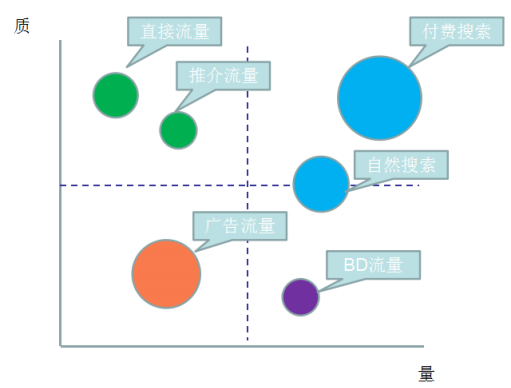 质
直接流量
付费搜索
推介流量
自然搜索
广告流量
BD流量
量